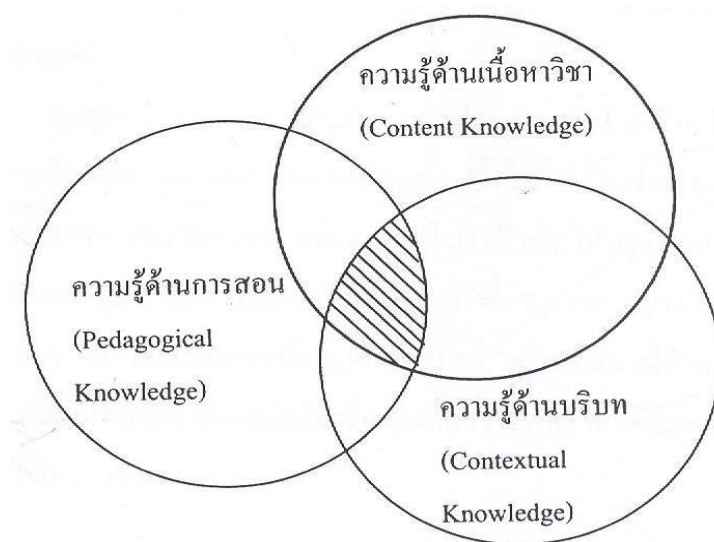 ความรู้ด้านเนื้อหาวิชา
(Content Knowledge)
ความรู้ด้านการสอน
(Pedagogical
Knowledge)
ความรู้ด้านบริบท
(Contextual
Knowledge)